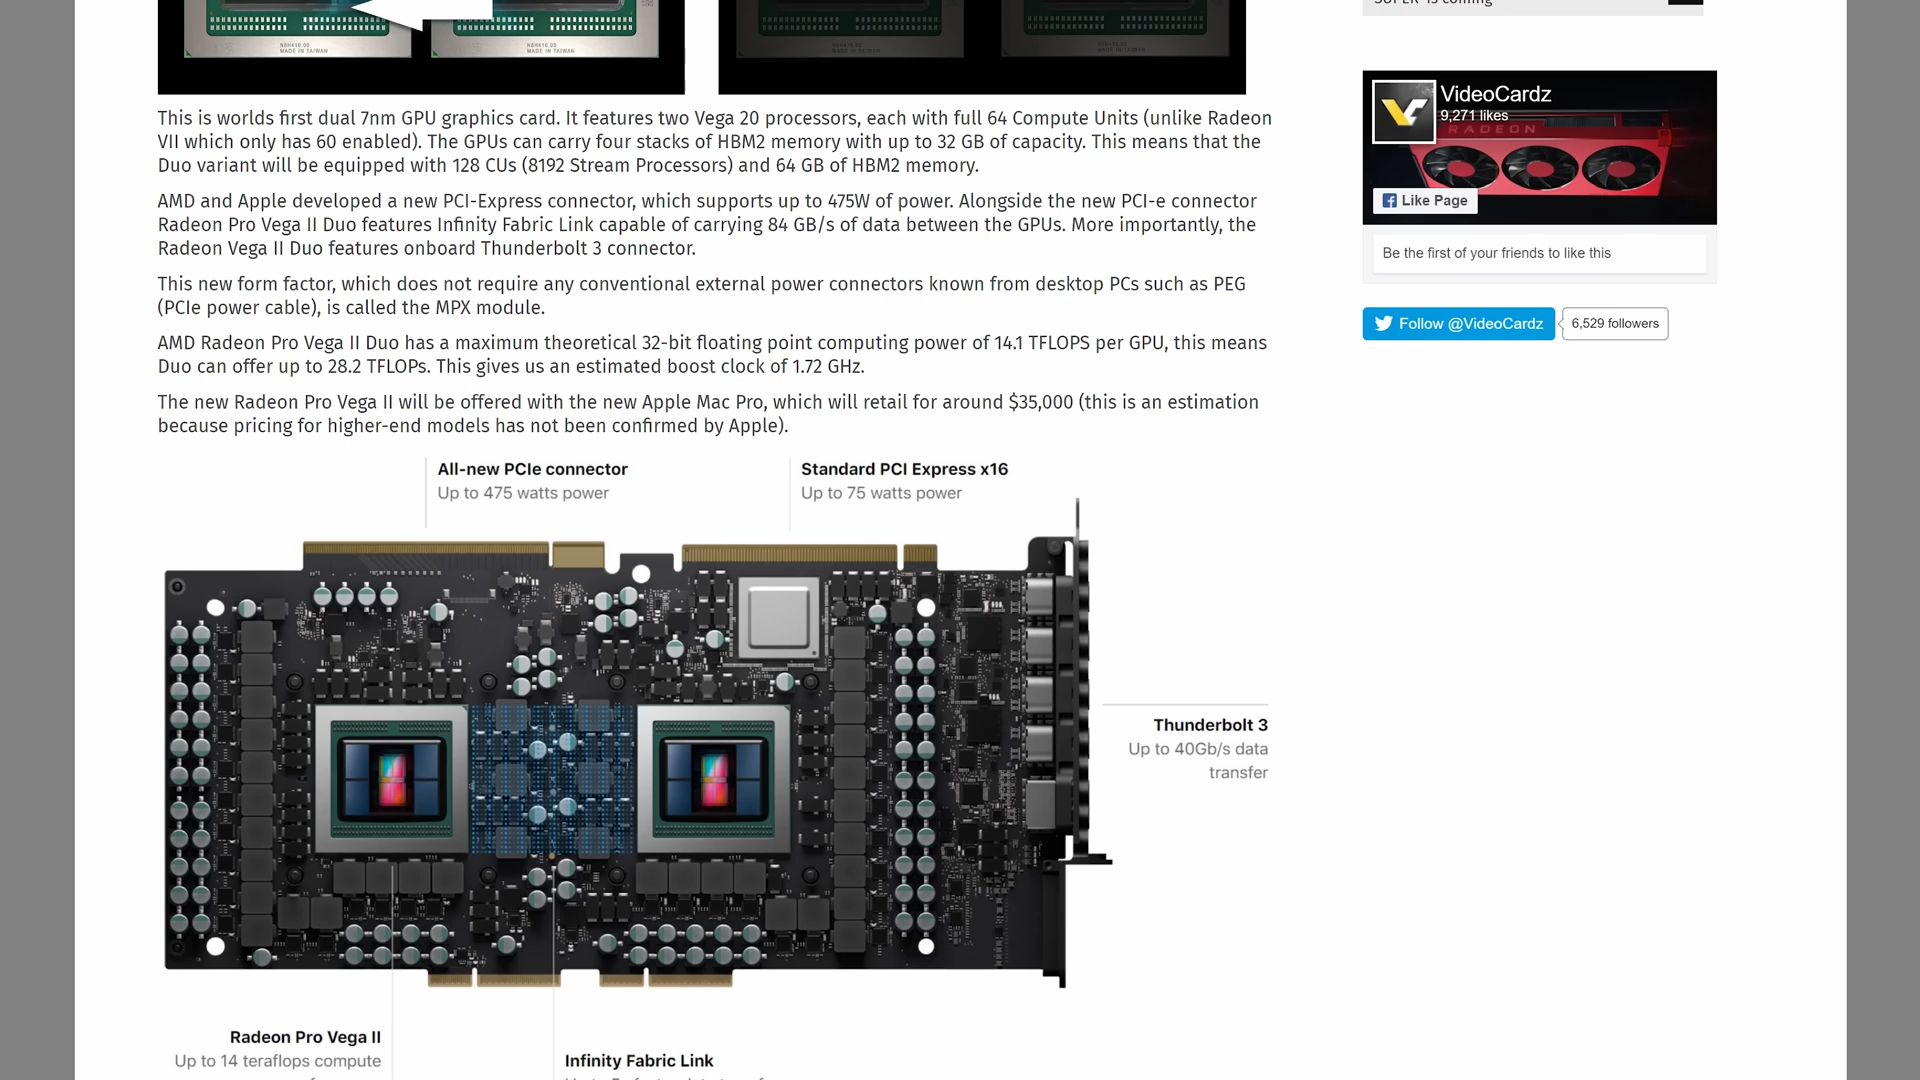 SUPER' is coming
N8H410.00
MADE IN TAIWAN
N8H410.00
MADE IN TAIWAN
VideoCardz
9,271 likes
RADEON
Like Page
Be the first of your friends to like this
Follow @VideoCardz
6,529 followers
This is worlds first dual 7nm GPU graphics card. It features two Vega 20 processors, each with full 64 Compute Units (unlike Radeon
VII which only has 60 enabled). The GPUs can carry four stacks of HBM2 memory with up to 32 GB of capacity. This means that the
Duo variant will be equipped with 128 CUs (8192 Stream Processors) and 64 GB of HBM2 memory.
AMD and Apple developed a new PCI-Express connector, which supports up to 475W of power. Alongside the new PCI-e connector
Radeon Pro Vega II Duo features Infinity Fabric Link capable of carrying 84 GB/s of data between the GPUs. More importantly, the
Radeon Vega II Duo features onboard Thunderbolt 3 connector.
This new form factor, which does not require any conventional external power connectors known from desktop PCs such as PEG
(PCIe power cable), is called the MPX module.
AMD Radeon Pro Vega II Duo has a maximum theoretical 32-bit floating point computing power of 14.1 TFLOPS per GPU, this means
Duo can offer up to 28.2 TFLOPs. This gives us an estimated boost clock of 1.72 GHz.
The new Radeon Pro Vega II will be offered with the new Apple Mac Pro, which will retail for around $35,000 (this is an estimation
because pricing for higher-end models has not been confirmed by Apple).
All-new PCIe connector
Up to 475 watts power
Standard PCI Express x16
Up to 75 watts power
Thunderbolt 3
Up to 40Gb/s data
transfer
Radeon Pro Vega II
Up to 14 teraflops compute
Infinity Fabric Link